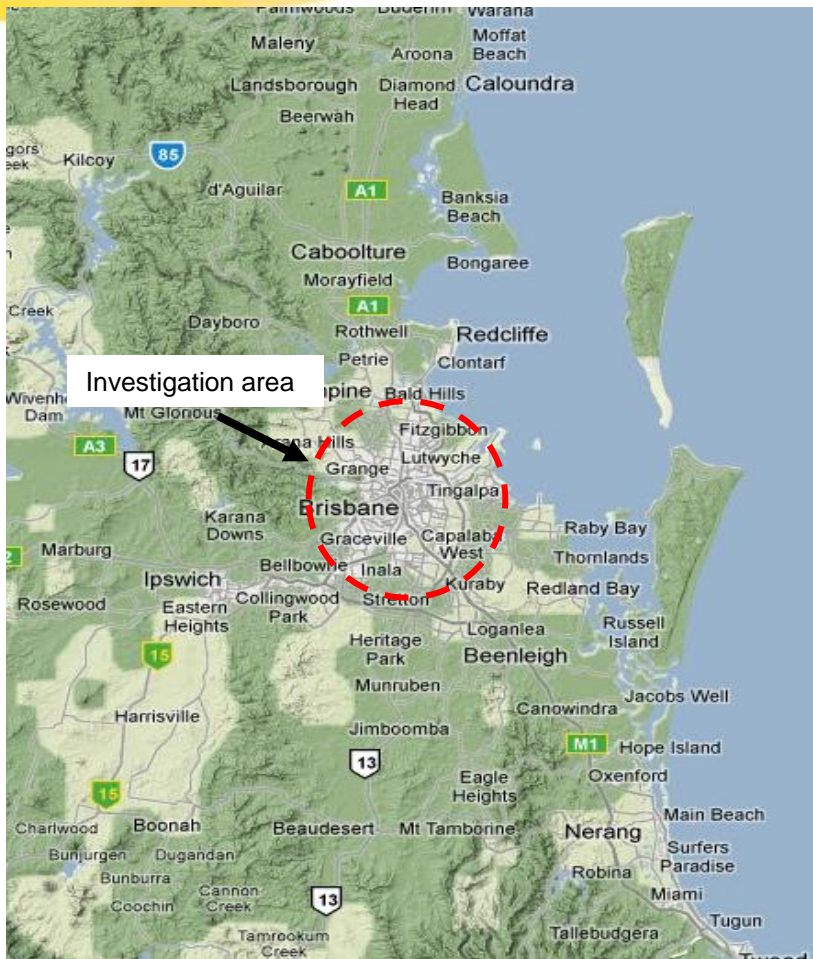 Palmwoods Buderim Warana
Maleny
Moffat
Beach
Aroona
Landsborough
Diamond
Head
Caloundra
Beerwah
Kilcoy
85
d'Aguilar
A1
Banksia
Beach
Caboolture
Bongaree
Morayfield
A1
Creek
Dayboro
Rothwell
Redcliffe
Petrie
Clontarf
Investigation area
Bald Hills
Dam
Mt Glorious
Fitzgibbon
A3
17
Hills
Lutwyche
Grange
Tingalpa
Brisbane
Karana
Downs
Graceville
Capalaba
West
Raby Bay
Marburg
Thornlands
Bellbowrie
Inala
Ipswich
Kuraby
Redland Bay
Rosewood
Eastern
Heights
Collingwood
Park
Stretton
Russell
Island
Loganlea
Heritage
Park
Beenleigh
15
Munruben
Jacobs Well
Canowindra
Harrisville
Jimboomba
M1
Hope Island
13
Oxenford
Eagle
Heights
15
Main Beach
Charlwood
Boonah
Beaudesert
Mt Tamborine
Nerang
Surfers
Paradise
Bunjurgen
Dugandan
Robina
Bunburra
Miami
Coochin
Cannon
Creek
13
Tugun
Tallebudgera
Tamrookum
Creek